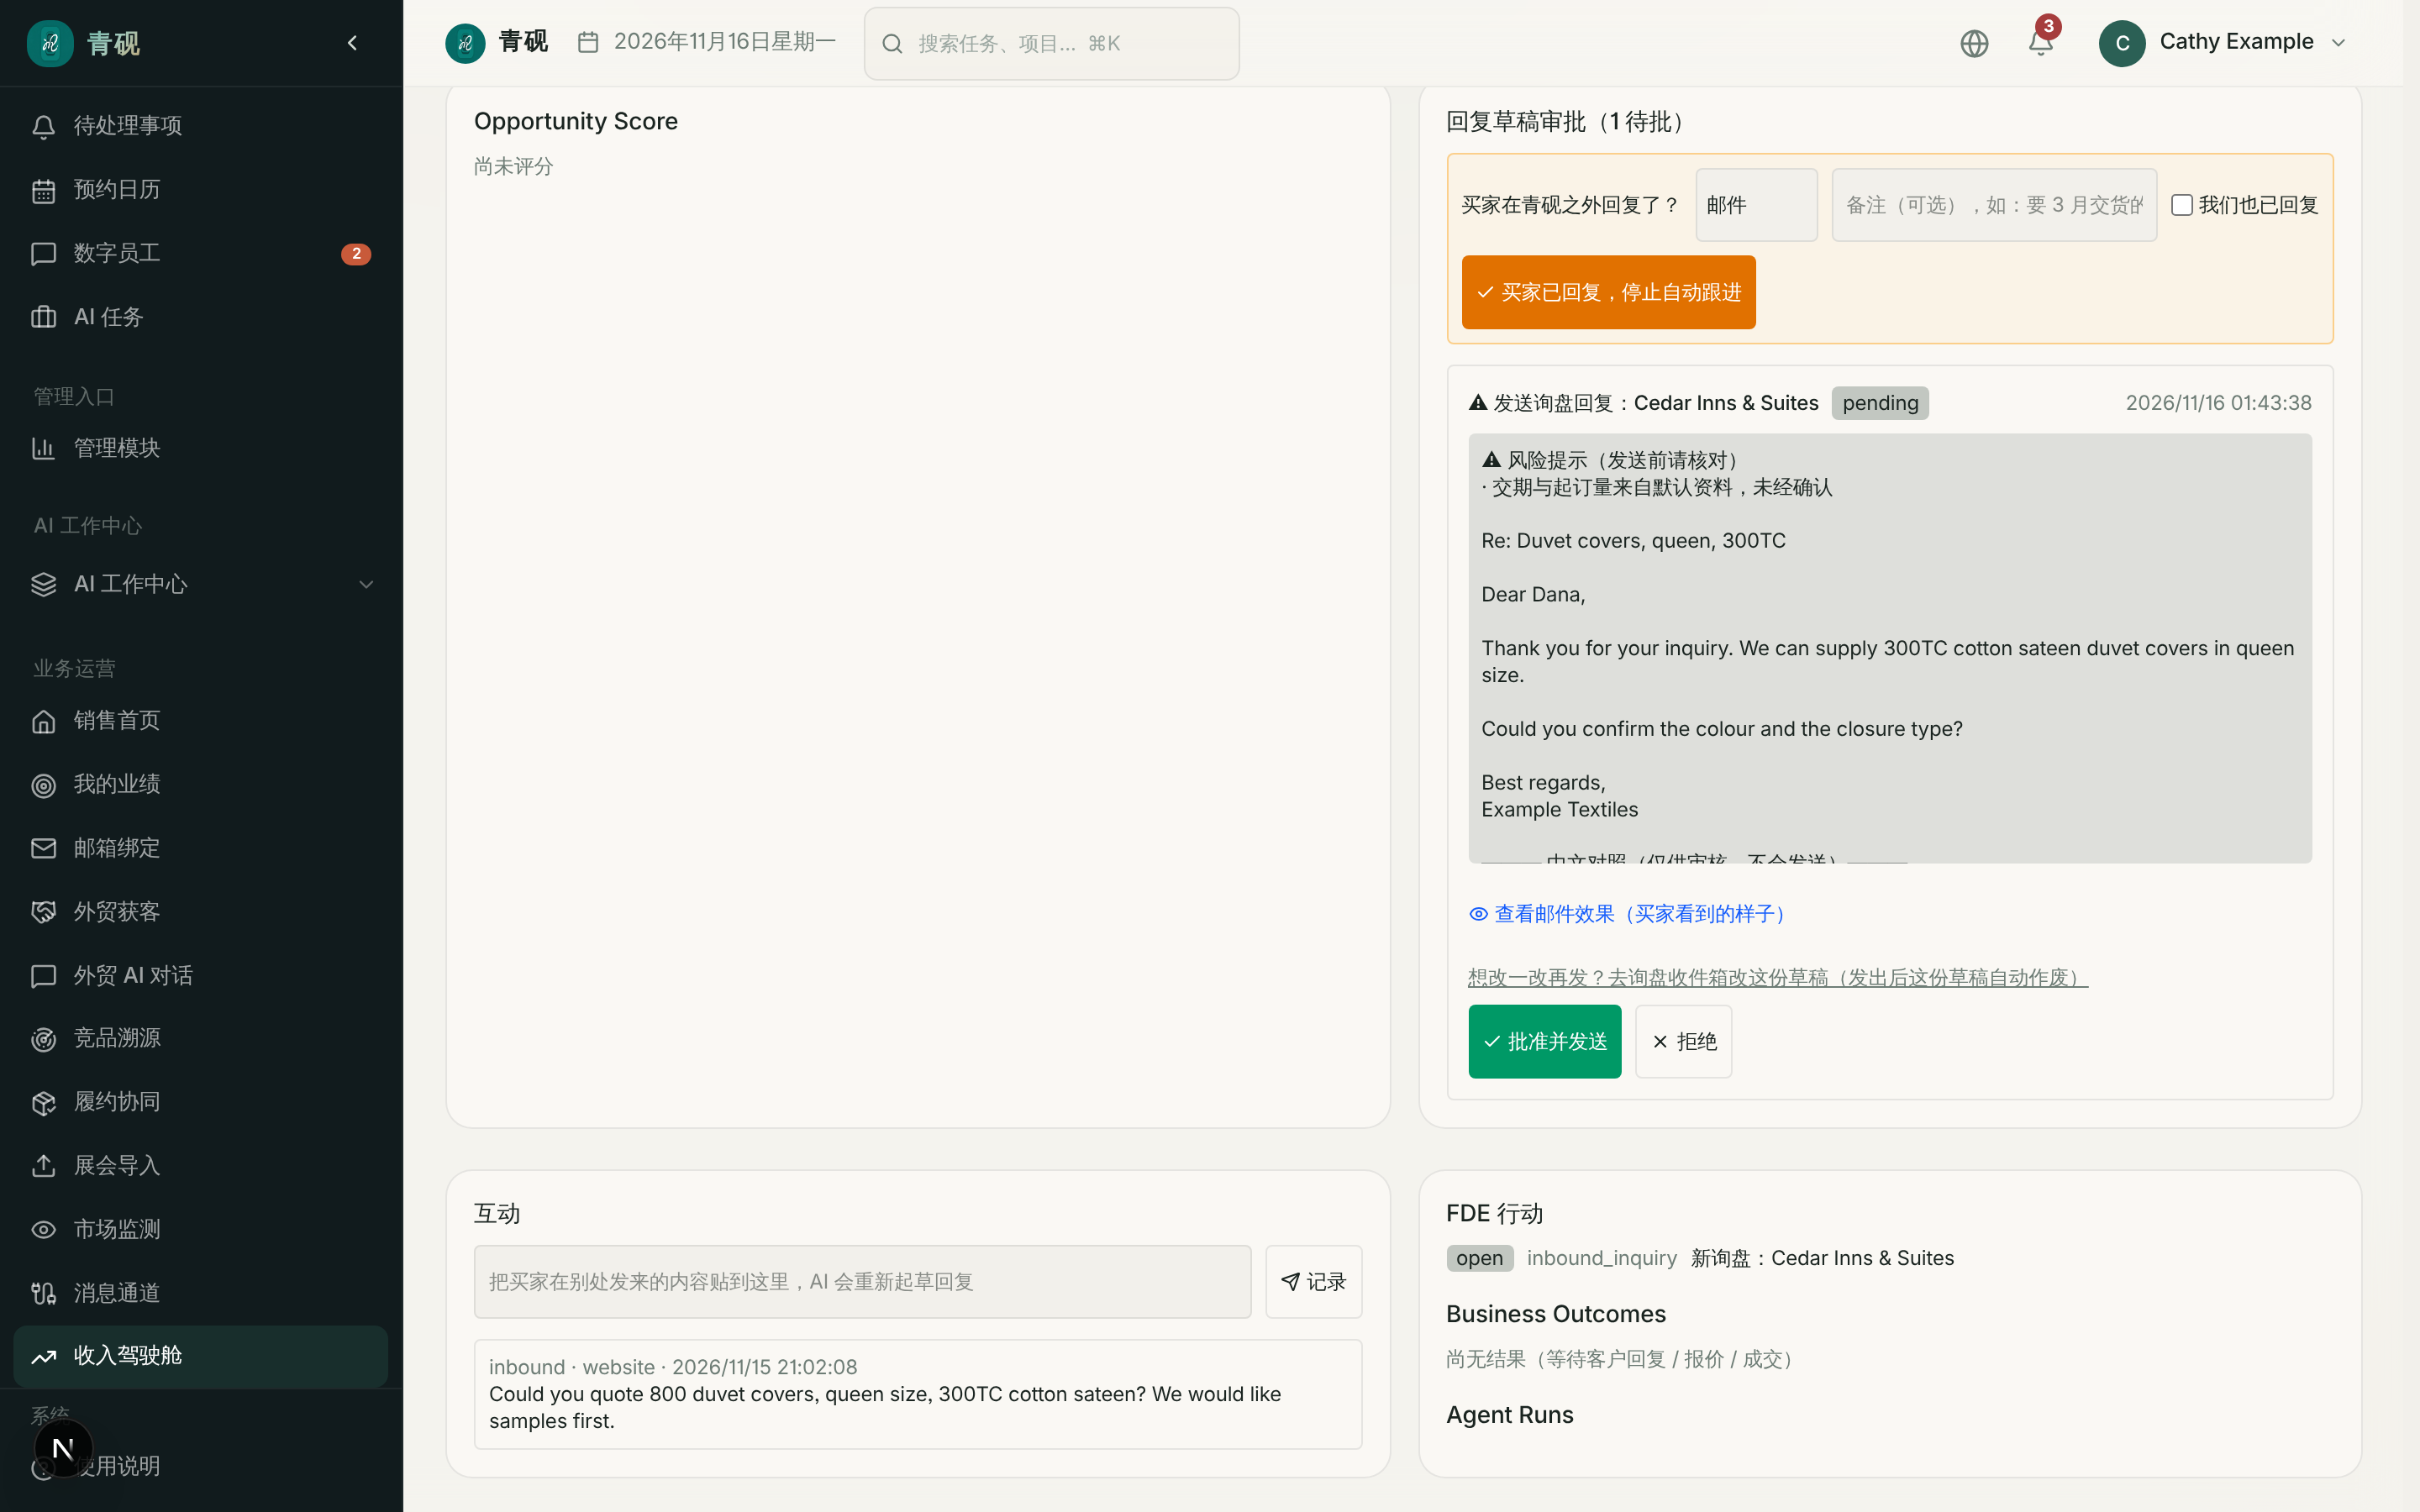 青砚
待处理事项
预约日历
数字员工
2
AI 任务
管理入口
管理模块
AI 工作中心
AI 工作中心
业务运营
销售首页
我的业绩
邮箱绑定
外贸获客
外贸 AI 对话
竞品溯源
履约协同
展会导入
市场监测
消息通道
收入驾驶舱
系统
N
使用说明
青砚
2026年11月16日星期一
搜索任务、项目... ⌘K
3
C
Cathy Example
Opportunity Score
尚未评分
回复草稿审批（1 待批）
买家在青砚之外回复了？
邮件
备注（可选），如：要 3 月交货的
我们也已回复
买家已回复，停止自动跟进
发送询盘回复：Cedar Inns & Suites
pending
2026/11/16 01:43:38
风险提示（发送前请核对）
· 交期与起订量来自默认资料，未经确认
Re: Duvet covers, queen, 300TC
Dear Dana,
Thank you for your inquiry. We can supply 300TC cotton sateen duvet covers in queen
size.
Could you confirm the colour and the closure type?
Best regards,
Example Textiles
——— 中文对照（仅供审核，不会发送）———
查看邮件效果（买家看到的样子）
想改一改再发？去询盘收件箱改这份草稿（发出后这份草稿自动作废）
批准并发送
拒绝
互动
把买家在别处发来的内容贴到这里，AI 会重新起草回复
记录
inbound · website · 2026/11/15 21:02:08
Could you quote 800 duvet covers, queen size, 300TC cotton sateen? We would like
samples first.
FDE 行动
open
inbound_inquiry
新询盘：Cedar Inns & Suites
Business Outcomes
尚无结果（等待客户回复 / 报价 / 成交）
Agent Runs